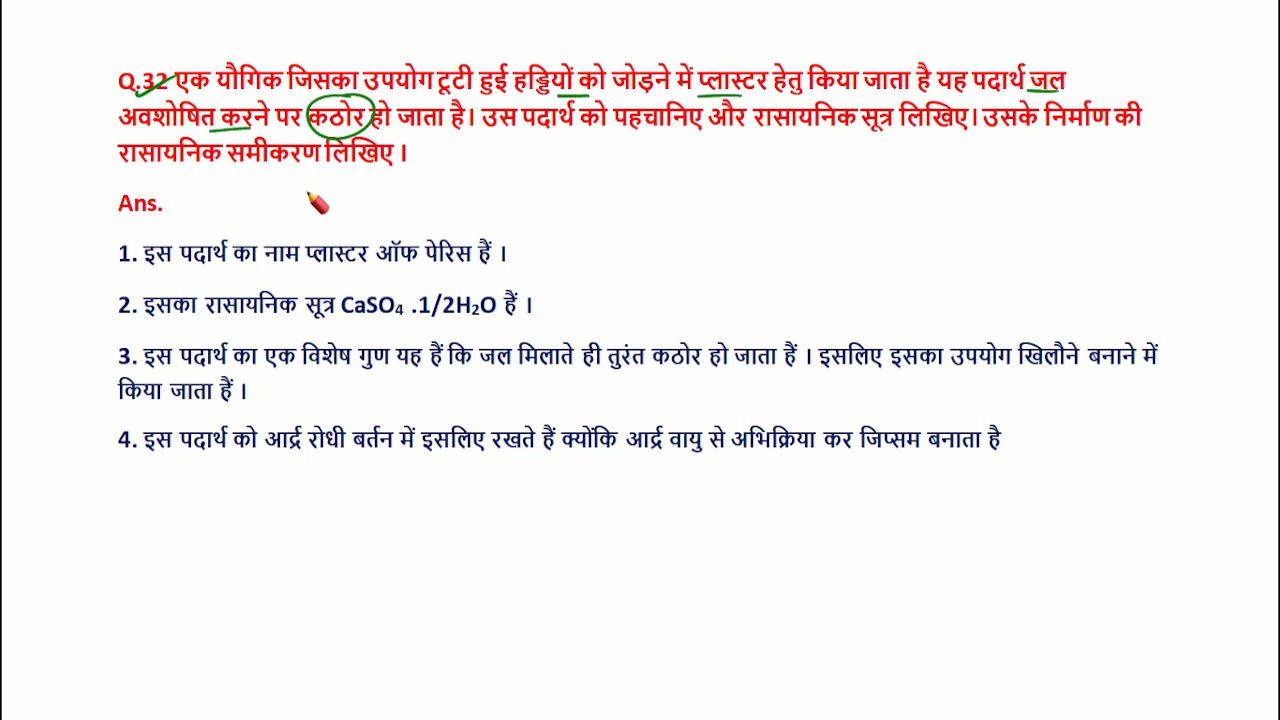 Q.32 एक यौगिक जिसका उपयोग टूटी हुई हड्डियों को जोड़ने में प्लास्टर हेतु किया जाता है यह पदार्थ जल
अवशोषित करने पर कठोर हो जाता है। उस पदार्थ को पहचानिए और रासायनिक सूत्र लिखिए। उसके निर्माण की
रासायनिक समीकरण लिखिए ।
Ans.
1. इस पदार्थ का नाम प्लास्टर ऑफ पेरिस हैं ।
2. इसका रासायनिक सूत्र CaSO₄ .1/2H₂O हैं ।
3. इस पदार्थ का एक विशेष गुण यह हैं कि जल मिलाते ही तुरंत कठोर हो जाता हैं । इसलिए इसका उपयोग खिलौने बनाने में
किया जाता हैं ।
4. इस पदार्थ को आर्द्र रोधी बर्तन में इसलिए रखते हैं क्योंकि आर्द्र वायु से अभिक्रिया कर जिप्सम बनाता है